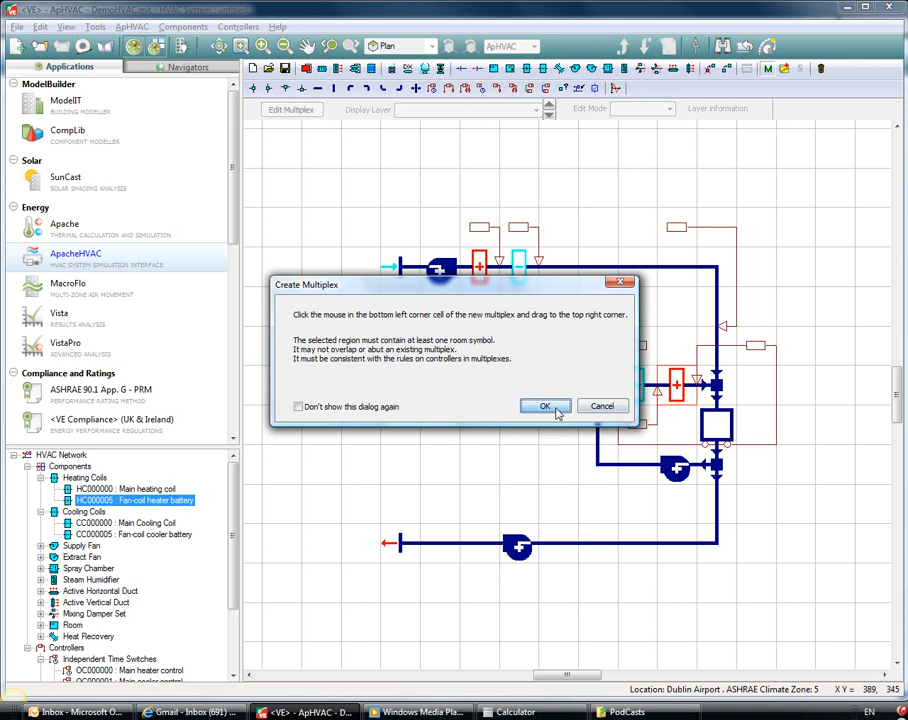 <VE> - ApHVAC - DemoHVAC.mit - HVAC System : untitled
File Edit View Tools ApHVAC Components Controllers Help
Plan ApHVAC
Applications Navigators
Edit Multiplex Display Layer Edit Mode Layer information
ModelBuilder
ModelIT
BUILDING MODELLER
CompLib
COMPONENT MODELLER
Solar
SunCast
SOLAR SHADING ANALYSIS
Energy
Apache
THERMAL CALCULATION AND SIMULATION
ApacheHVAC
HVAC SYSTEM SIMULATION INTERFACE
MacroFlo
MULTI-ZONE AIR MOVEMENT
Vista
RESULTS ANALYSIS
VistaPro
ADVANCED ANALYSIS
Compliance and Ratings
ASHRAE 90.1 App. G - PRM
<VE Compliance> (UK & Ireland)
ENERGY PERFORMANCE REGULATIONS
HVAC Network
Components
Heating Coils
HC000000 : Main heating coil
HC000005 : Fan-coil heater battery
Cooling Coils
CC000000 : Main Cooling Coil
CC000005 : Fan-coil cooler battery
Supply Fan
Extract Fan
Spray Chamber
Steam Humidifier
Active Horizontal Duct
Active Vertical Duct
Mixing Damper Set
Room
Heat Recovery
Controllers
Independent Time Switches
OC000000 : Main heater control
OC000001 : Main cooler control
Create Multiplex
Click the mouse in the bottom left corner cell of the new multiplex and drag to the top right corner.
The selected region must contain at least one room symbol.
It may not overlap or abut an existing multiplex.
It must be consistent with the rules on controllers in multiplexes.
Don't show this dialog again
OK Cancel
Location: Dublin Airport . ASHRAE Climate Zone: 5 X Y = 389, 345
Inbox - Microsoft O... Gmail - Inbox (691) ... <VE> - ApHVAC - D... Windows Media Pla... Calculator PodCasts EN